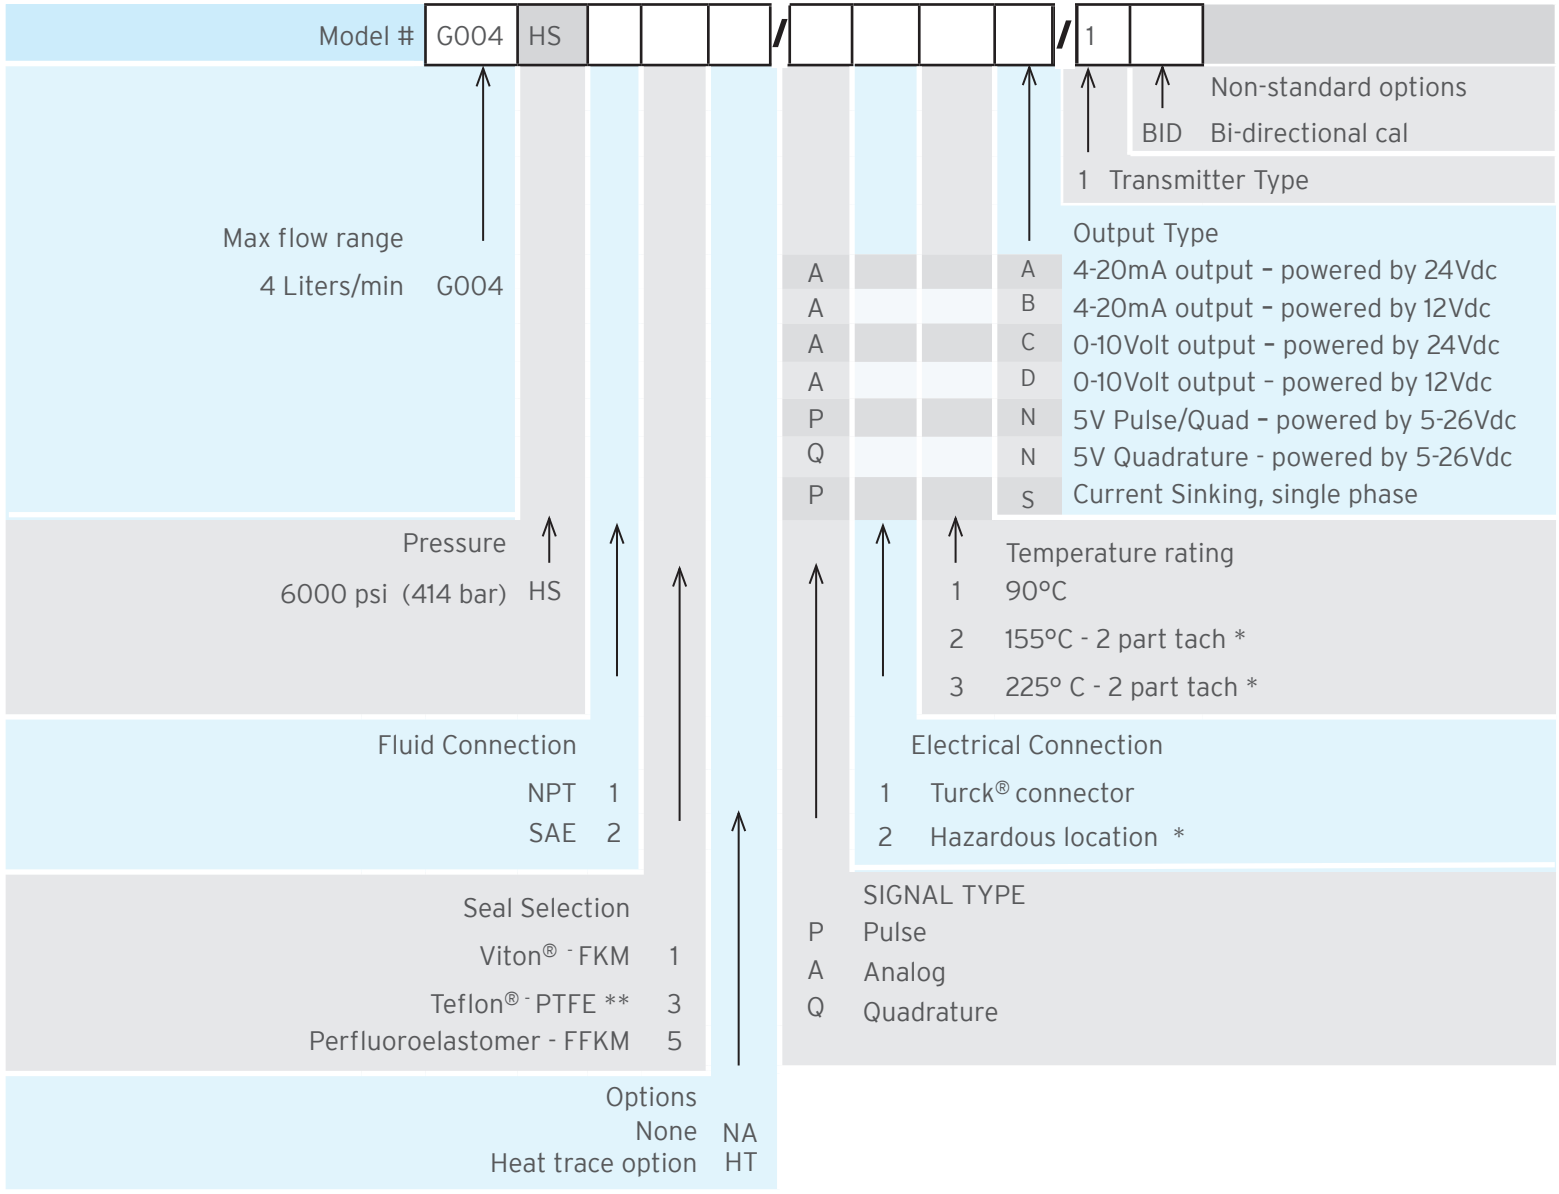 Model # G004 HS / / 1
Non-standard options
BID Bi-directional cal
1 Transmitter Type
Max flow range
4 Liters/min G004
Output Type
A A 4-20mA output – powered by 24Vdc
A B 4-20mA output – powered by 12Vdc
A C 0-10Volt output – powered by 24Vdc
A D 0-10Volt output – powered by 12Vdc
P N 5V Pulse/Quad – powered by 5-26Vdc
Q N 5V Quadrature - powered by 5-26Vdc
P S Current Sinking, single phase
Pressure
6000 psi (414 bar) HS
Temperature rating
1 90°C
2 155°C - 2 part tach *
3 225° C - 2 part tach *
Fluid Connection
NPT 1
SAE 2
Electrical Connection
1 Turck® connector
2 Hazardous location *
Seal Selection
Viton® - FKM 1
Teflon® - PTFE ** 3
Perfluoroelastomer - FFKM 5
SIGNAL TYPE
P Pulse
A Analog
Q Quadrature
Options
None NA
Heat trace option HT